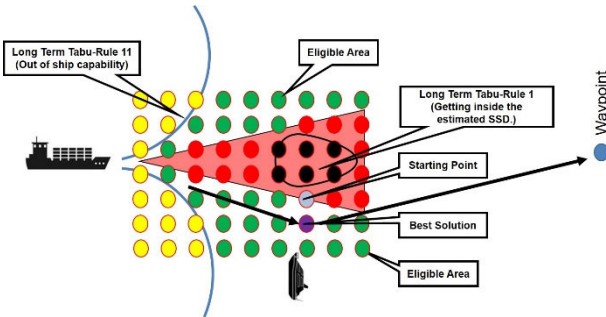 Long Term Tabu-Rule 11
(Out of ship capability)
Eligible Area
Long Term Tabu-Rule 1
(Getting inside the
estimated SSD.)
Starting Point
Best Solution
Eligible Area
Waypoint